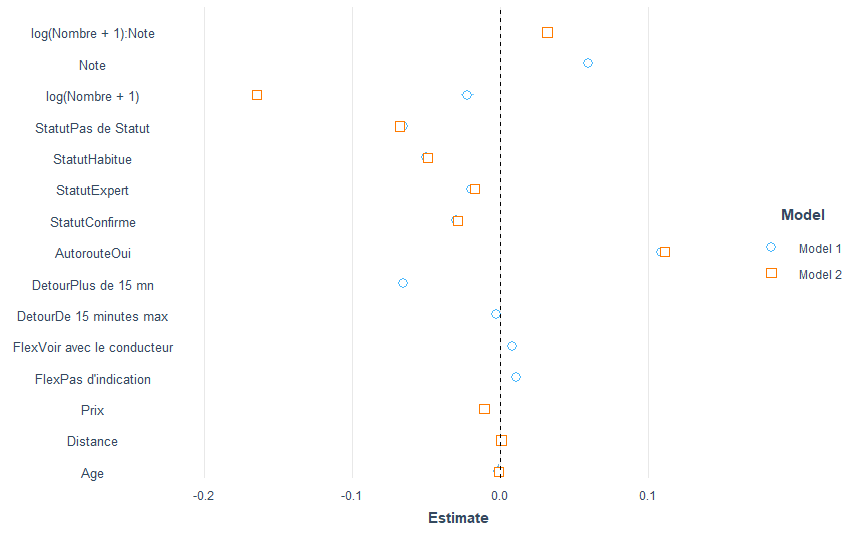 log(Nombre + 1):Note
Note
log(Nombre + 1)
StatutPas de Statut
StatutHabitue
StatutExpert
StatutConfirme
AutorouteOui
DetourPlus de 15 mn
DetourDe 15 minutes max
FlexVoir avec le conducteur
FlexPas d'indication
Prix
Distance
Age
-0.2
-0.1
0.0
0.1
Estimate
Model
Model 1
Model 2